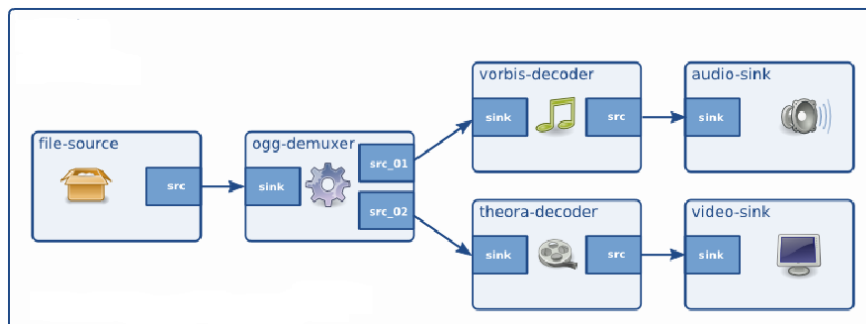 vorbis-decoder
audio-sink
sink
src
sink
file-source
ogg-demuxer
src_01
src
sink
src_02
theora-decoder
video-sink
sink
src
sink